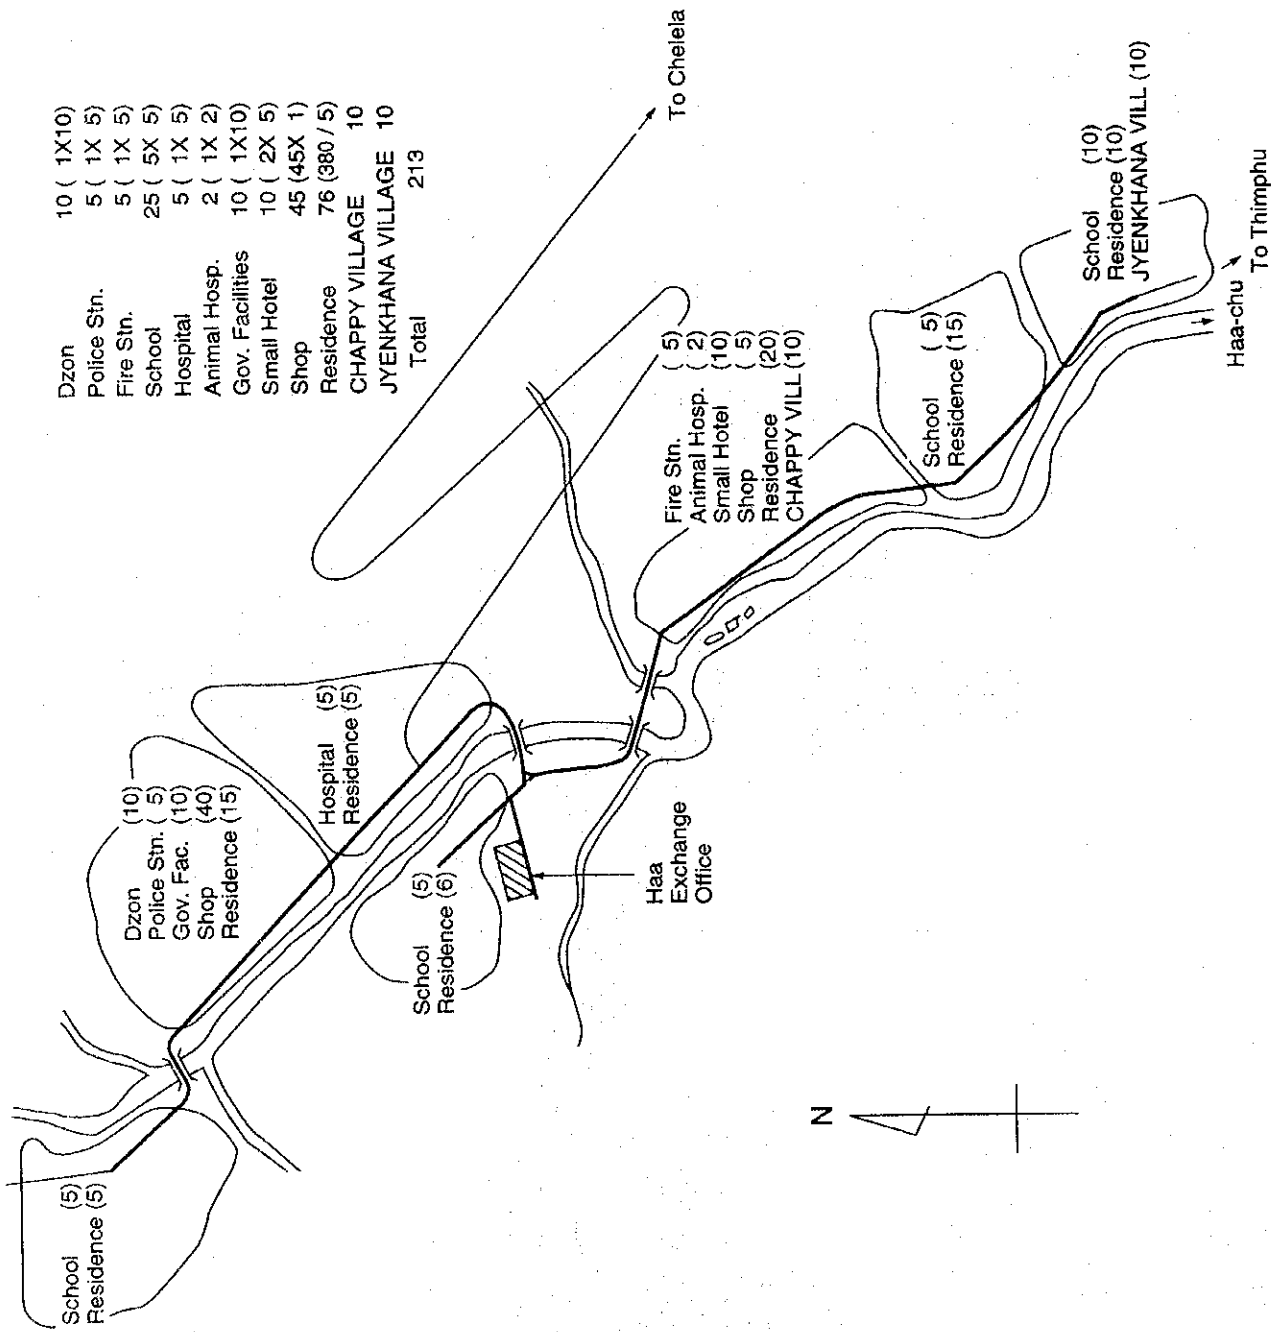 Dzon 10 ( 1X10)
Police Stn. 5 ( 1X 5)
Fire Stn. 5 ( 1X 5)
School 25 ( 5X 5)
Hospital 5 ( 1X 5)
Animal Hosp. 2 ( 1X 2)
Gov. Facilities 10 ( 1X10)
Small Hotel 10 ( 2X 5)
Shop 45 (45X 1)
Residence 76 (380 / 5)
CHAPPY VILLAGE 10
JYENKHANA VILLAGE 10
Total 213
School (5)
Residence (5)
Dzon (10)
Police Stn. ( 5)
Gov. Fac. (10)
Shop (40)
Residence (15)
Hospital (5)
Residence (5)
School (5)
Residence (6)
Haa
Exchange
Office
To Chelela
Fire Stn. ( 5)
Animal Hosp. ( 2)
Small Hotel (10)
Shop ( 5)
Residence (20)
CHAPPY VILL (10)
School ( 5)
Residence (15)
School (10)
Residence (10)
JYENKHANA VILL (10)
Haa-chu
To Thimphu
N